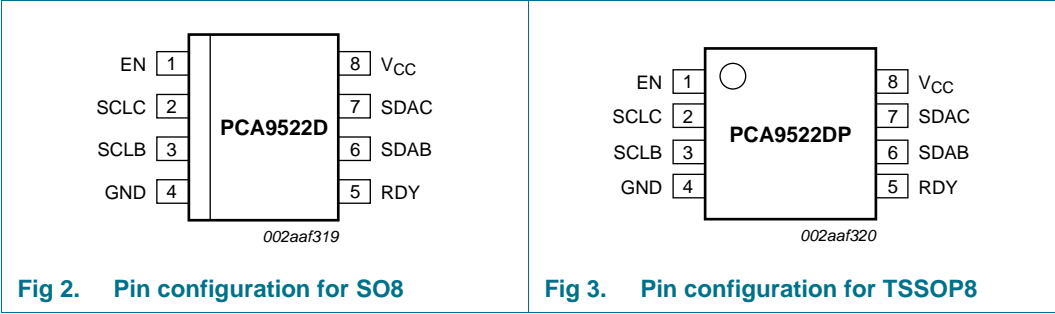 EN 1
SCLC 2
SCLB 3
GND 4
PCA9522D
8 VCC
7 SDAC
6 SDAB
5 RDY
002aaf319
Fig 2. Pin configuration for SO8
EN 1
SCLC 2
SCLB 3
GND 4
PCA9522DP
8 VCC
7 SDAC
6 SDAB
5 RDY
002aaf320
Fig 3. Pin configuration for TSSOP8